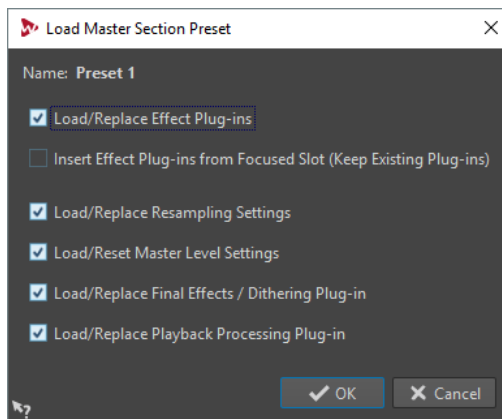 Load Master Section Preset
Name: Preset 1
Load/Replace Effect Plug-ins
Insert Effect Plug-ins from Focused Slot (Keep Existing Plug-ins)
Load/Replace Resampling Settings
Load/Reset Master Level Settings
Load/Replace Final Effects / Dithering Plug-in
Load/Replace Playback Processing Plug-in
?
OK
Cancel